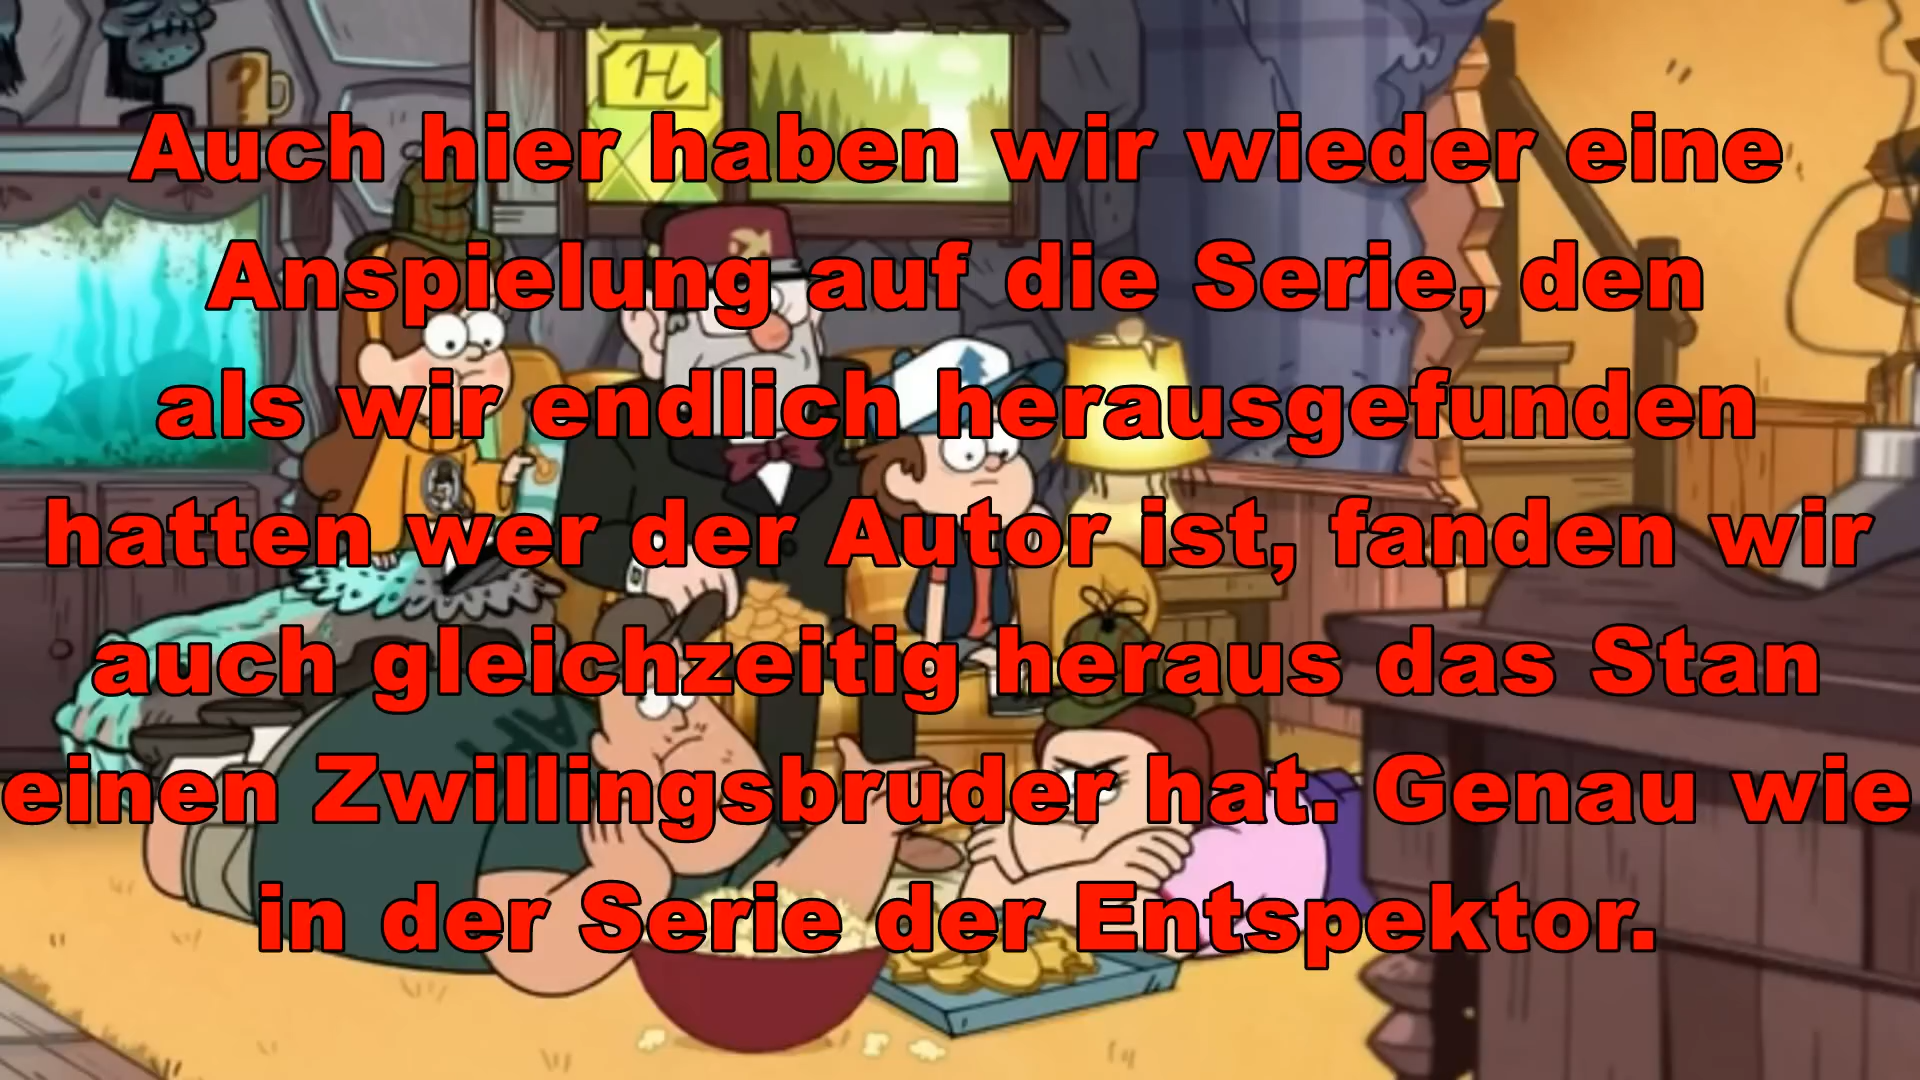 H
?
Auch hier haben wir wieder eine
Anspielung auf die Serie, den
als wir endlich herausgefunden
hatten wer der Autor ist, fanden wir
auch gleichzeitig heraus das Stan
einen Zwillingsbruder hat. Genau wie
in der Serie der Entspektor.